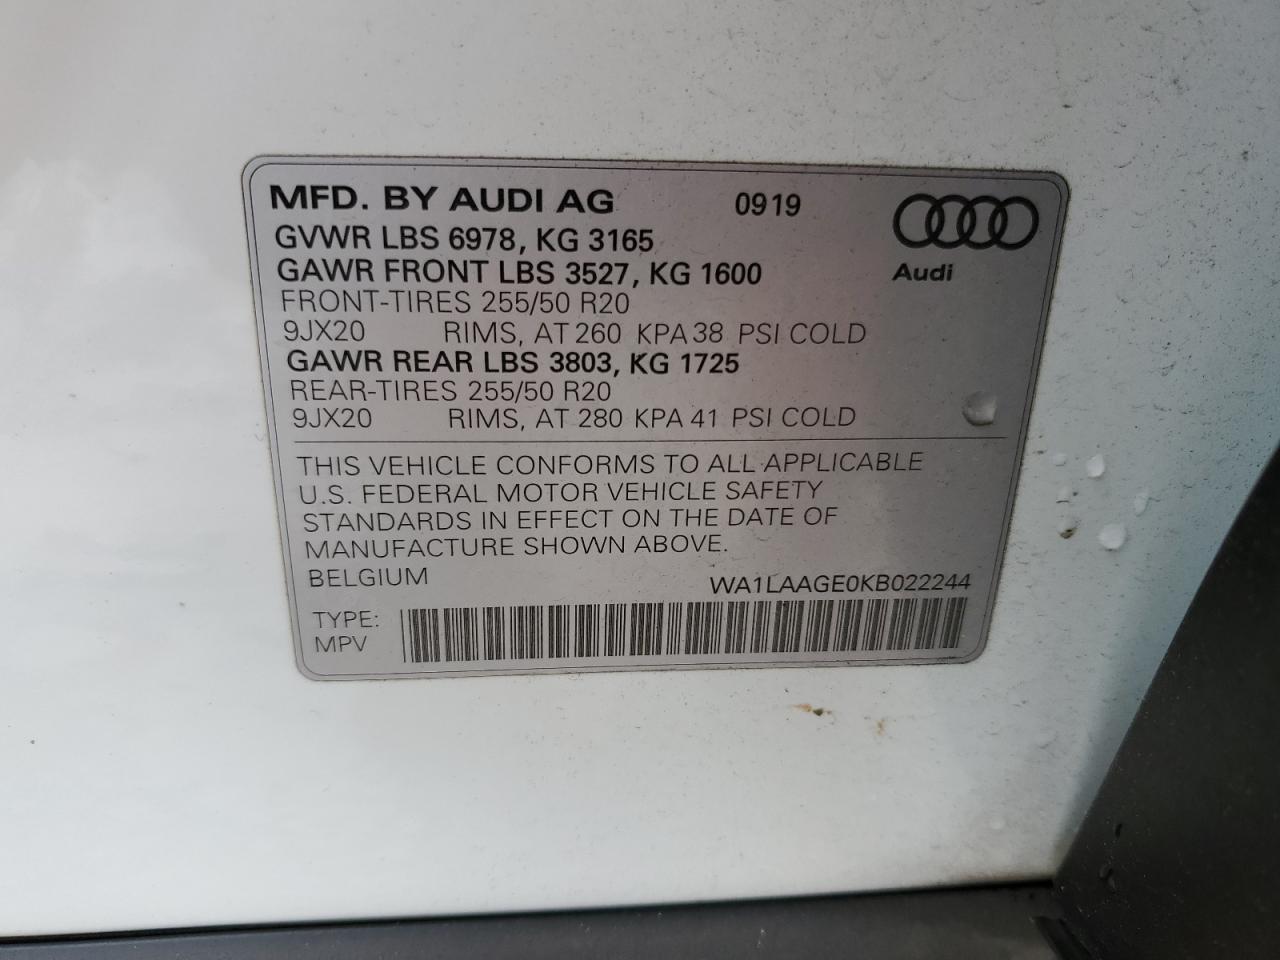 MFD. BY AUDI AG 0919
GVWR LBS 6978, KG 3165
GAWR FRONT LBS 3527, KG 1600
Audi
FRONT-TIRES 255/50 R20
9JX20 RIMS, AT 260 KPA 38 PSI COLD
GAWR REAR LBS 3803, KG 1725
REAR-TIRES 255/50 R20
9JX20 RIMS, AT 280 KPA 41 PSI COLD
THIS VEHICLE CONFORMS TO ALL APPLICABLE
U.S. FEDERAL MOTOR VEHICLE SAFETY
STANDARDS IN EFFECT ON THE DATE OF
MANUFACTURE SHOWN ABOVE.
BELGIUM WA1LAAGE0KB022244
TYPE:
MPV